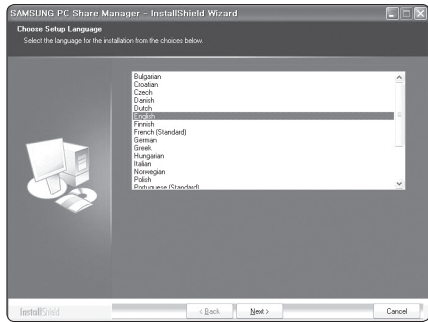 SAMSUNG PC Share Manager - InstallShield Wizard
Choose Setup Language
Select the language for the installation from the choices below.
Bulgarian
Croatian
Czech
Danish
Dutch
English
Finnish
French (Standard)
German
Greek
Hungarian
Italian
Norwegian
Polish
Portuguese (Standard)
InstallShield
< Back
Next >
Cancel